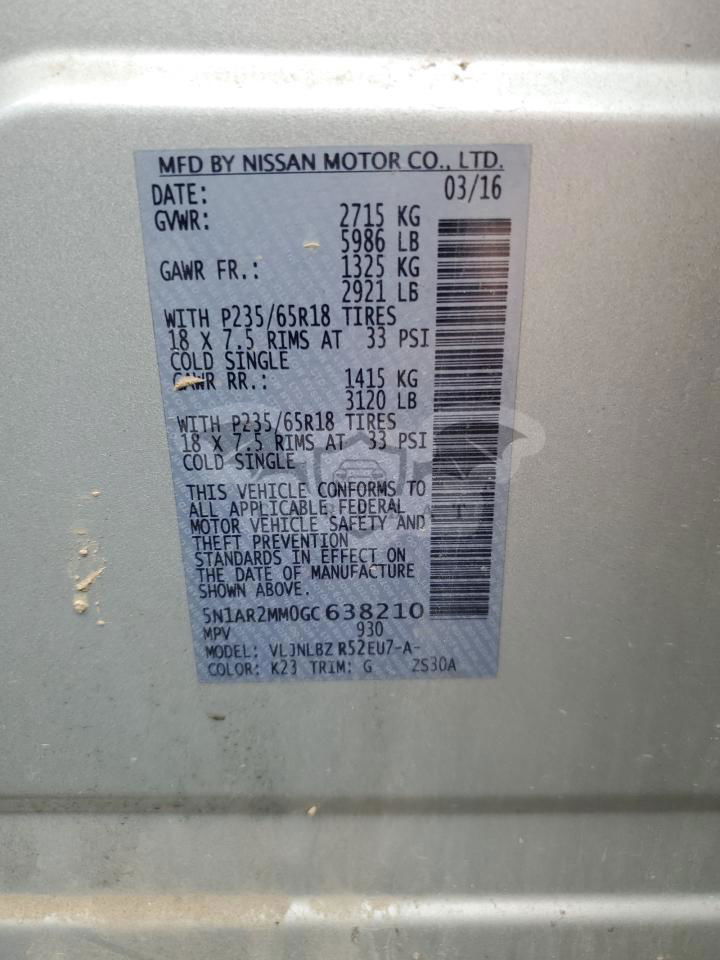 MFD BY NISSAN MOTOR CO., LTD.
DATE: 03/16
GVWR: 2715 KG
5986 LB
GAWR FR.: 1325 KG
2921 LB
WITH P235/65R18 TIRES
18 X 7.5 RIMS AT 33 PSI
COLD SINGLE
GAWR RR.: 1415 KG
3120 LB
WITH P235/65R18 TIRES
18 X 7.5 RIMS AT 33 PSI
COLD SINGLE
THIS VEHICLE CONFORMS TO
ALL APPLICABLE FEDERAL
MOTOR VEHICLE SAFETY AND
THEFT PREVENTION
STANDARDS IN EFFECT ON
THE DATE OF MANUFACTURE
SHOWN ABOVE.
5N1AR2MM0GC638210
MPV 930
MODEL: VLJNLBZ R52EU7-A-
COLOR: K23 TRIM: G ZS30A